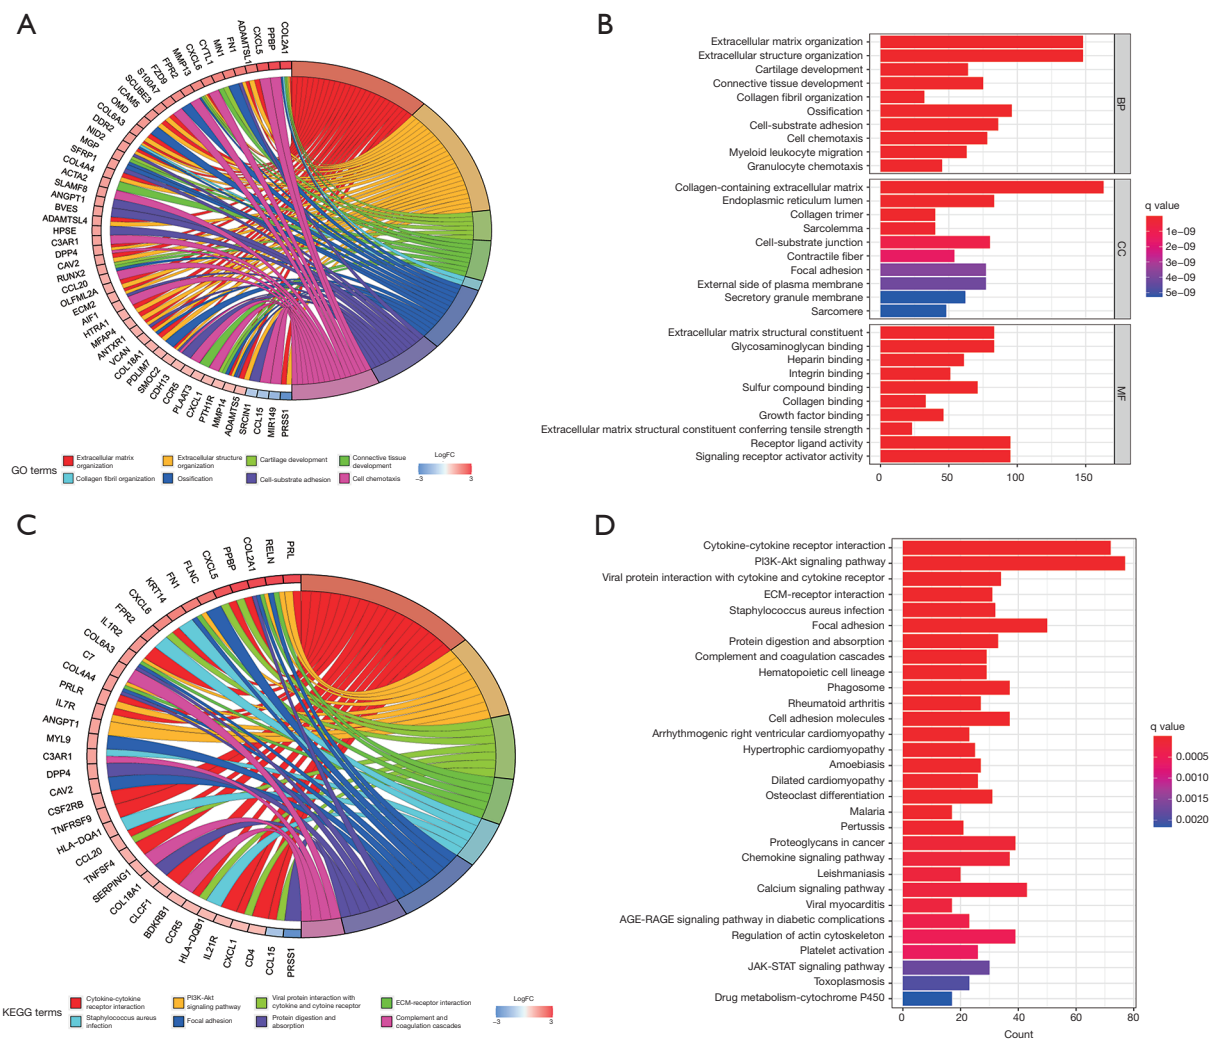 A
COL2A1
PPBP
CXCL5
ADAMTSL1
FN1
MN1
CYTL1
CXCL6
MMP13
FPR2
FZD9
S100A7
SCUBE3
ICAM5
OMD
COL6A3
DDR2
NID2
MGP
SFRP1
COL4A4
ACTA2
SLAMF8
ANGPT1
BVES
ADAMTSL4
HPSE
C3AR1
DPP4
CAV2
RUNX2
CCL20
OLFML2A
ECM2
AIF1
HTRA1
MFAP4
ANTXR1
VCAN
COL18A1
PDLIM7
SMOC2
CDH13
CCR5
PLAAT3
CXCL1
PTH1R
MMP14
ADAMTS5
SRCIN1
CCL15
MIR149
PRSS1
GO terms
Extracellular matrix
organization
Extracellular structure
organization
Cartilage development
Connective tissue
development
Collagen fibril organization
Ossification
Cell-substrate adhesion
Cell chemotaxis
LogFC
−3
3
B
Extracellular matrix organization
Extracellular structure organization
Cartilage development
Connective tissue development
Collagen fibril organization
Ossification
Cell-substrate adhesion
Cell chemotaxis
Myeloid leukocyte migration
Granulocyte chemotaxis
BP
Collagen-containing extracellular matrix
Endoplasmic reticulum lumen
Collagen trimer
Sarcolemma
Cell-substrate junction
Contractile fiber
Focal adhesion
External side of plasma membrane
Secretory granule membrane
Sarcomere
CC
Extracellular matrix structural constituent
Glycosaminoglycan binding
Heparin binding
Integrin binding
Sulfur compound binding
Collagen binding
Growth factor binding
Extracellular matrix structural constituent conferring tensile strength
Receptor ligand activity
Signaling receptor activator activity
MF
0 50 100 150
q value
1e−09
2e−09
3e−09
4e−09
5e−09
C
PRL
RELN
COL2A1
PPBP
CXCL5
FLNC
FN1
KRT14
CXCL6
FPR2
IL1R2
COL6A3
C7
COL4A4
PRLR
IL7R
ANGPT1
MYL9
C3AR1
DPP4
CAV2
CSF2RB
TNFRSF9
HLA−DQA1
CCL20
TNFSF4
SERPING1
COL18A1
CLCF1
BDKRB1
CCR5
HLA−DQB1
IL21R
CXCL1
CD4
CCL15
PRSS1
KEGG terms
Cytokine-cytokine
receptor interaction
PI3K-Akt
signaling pathway
Viral protein interaction with
cytokine and cytoine receptor
ECM-receptor interaction
Staphylococcus aureus
infection
Focal adhesion
Protein digestion and
absorption
Complement and
coagulation cascades
LogFC
−3
3
D
Cytokine-cytokine receptor interaction
PI3K-Akt signaling pathway
Viral protein interaction with cytokine and cytokine receptor
ECM-receptor interaction
Staphylococcus aureus infection
Focal adhesion
Protein digestion and absorption
Complement and coagulation cascades
Hematopoietic cell lineage
Phagosome
Rheumatoid arthritis
Cell adhesion molecules
Arrhythmogenic right ventricular cardiomyopathy
Hypertrophic cardiomyopathy
Amoebiasis
Dilated cardiomyopathy
Osteoclast differentiation
Malaria
Pertussis
Proteoglycans in cancer
Chemokine signaling pathway
Leishmaniasis
Calcium signaling pathway
Viral myocarditis
AGE-RAGE signaling pathway in diabetic complications
Regulation of actin cytoskeleton
Platelet activation
JAK-STAT signaling pathway
Toxoplasmosis
Drug metabolism-cytochrome P450
0 20 40 60 80
Count
q value
0.0005
0.0010
0.0015
0.0020